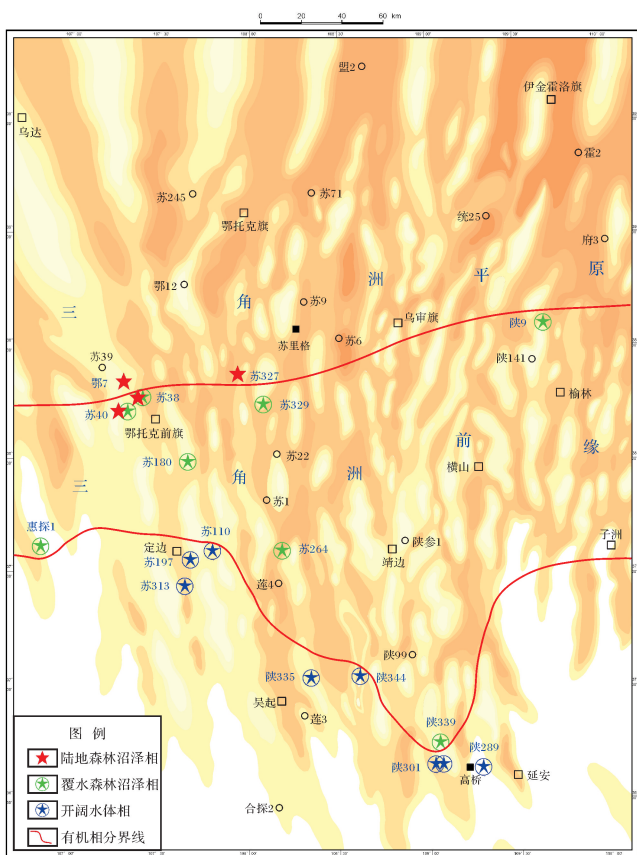 0 20 40 60 km
盟2
伊金霍洛旗
乌达
霍2
苏245
苏71
鄂托克旗
统25
府3
三 角 洲 平 原
鄂12
苏9
乌审旗
陕9
苏里格
苏6
陕141
苏39
鄂7
苏327
榆林
苏38
苏40
苏329
鄂托克前旗
三 角 洲 前 缘
苏180
苏22
横山
苏1
惠探1
苏110
子洲
定边
苏264
陕参1
苏197
靖边
苏313
莲4
陕99
陕335
陕344
吴起
莲3
陕339
陕301
陕289
高桥
延安
合探2
图 例
陆地森林沼泽相
覆水森林沼泽相
开阔水体相
有机相分界线